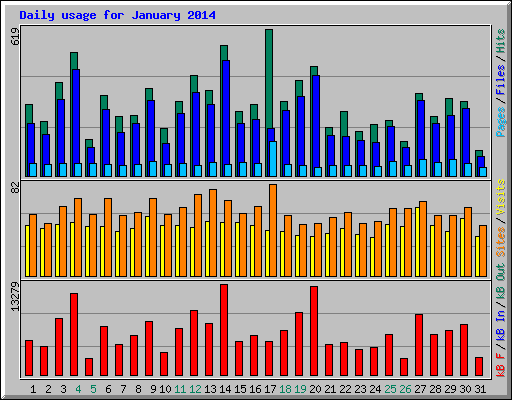 Daily usage for January 2014
619
Pages / Files / Hits
82
Sites / Visits
13279
kB F / kB In / kB Out
1 2 3 4 5 6 7 8 9 10 11 12 13 14 15 16 17 18 19 20 21 22 23 24 25 26 27 28 29 30 31